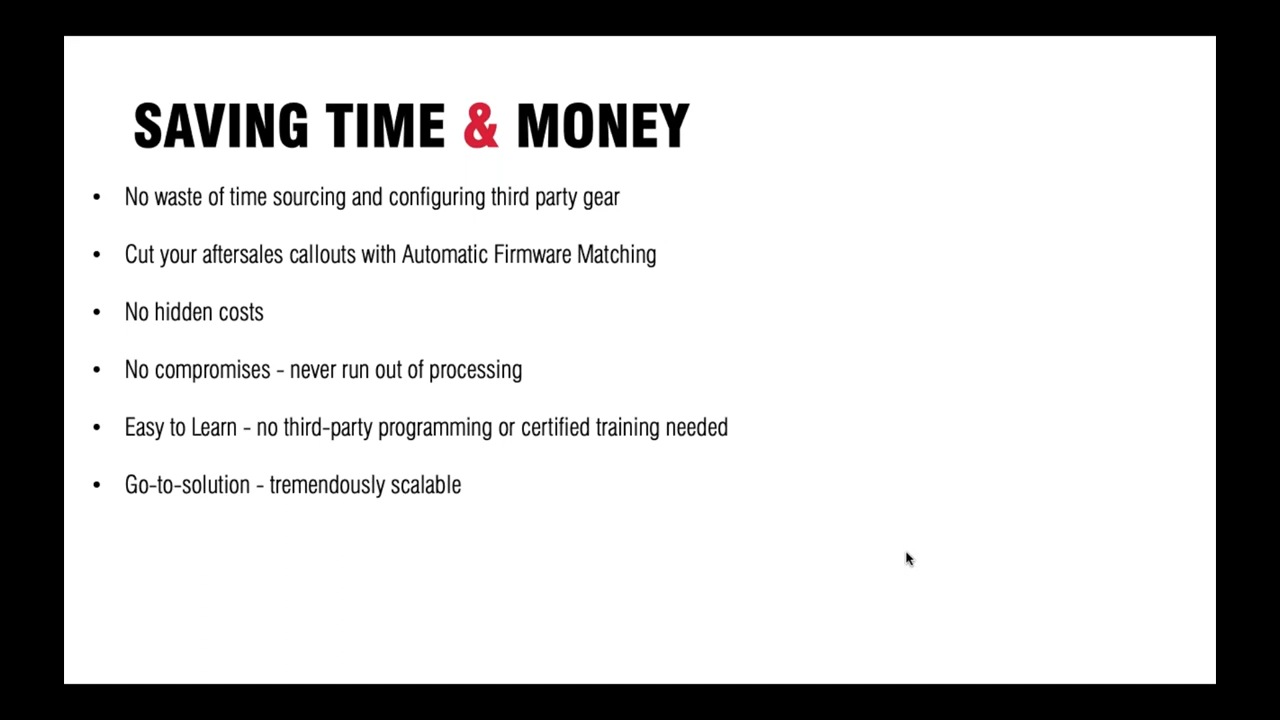 SAVING TIME & MONEY
• No waste of time sourcing and configuring third party gear
• Cut your aftersales callouts with Automatic Firmware Matching
• No hidden costs
• No compromises - never run out of processing
• Easy to Learn - no third-party programming or certified training needed
• Go-to-solution - tremendously scalable